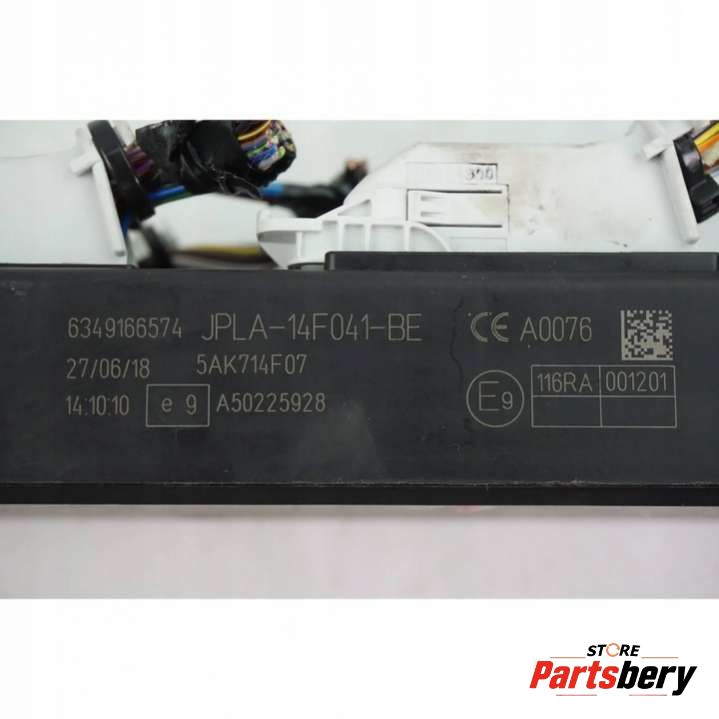 900
6349166574 JPLA-14F041-BE CE A0076
27/06/18 5AK714F07
14:10:10 e 9 A50225928 E9 116RA 001201
STORE
Partsbery